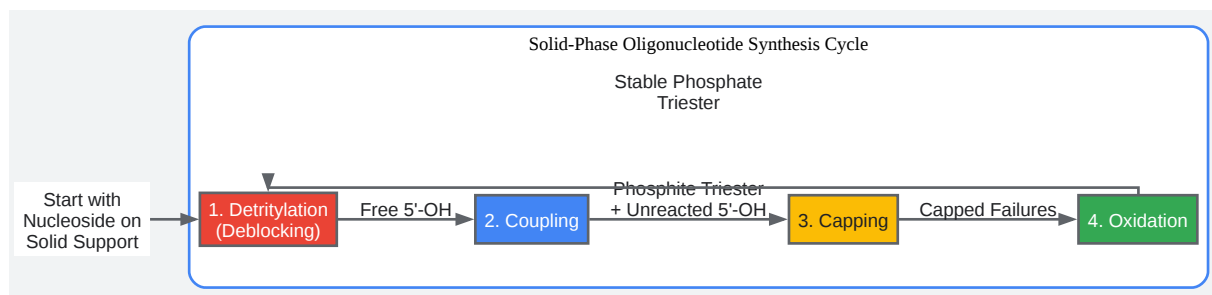 Solid-Phase Oligonucleotide Synthesis Cycle
Stable Phosphate
Triester
Start with
Nucleoside on
Solid Support
1. Detritylation
(Deblocking)
Free 5'-OH
2. Coupling
Phosphite Triester
+ Unreacted 5'-OH
3. Capping
Capped Failures
4. Oxidation